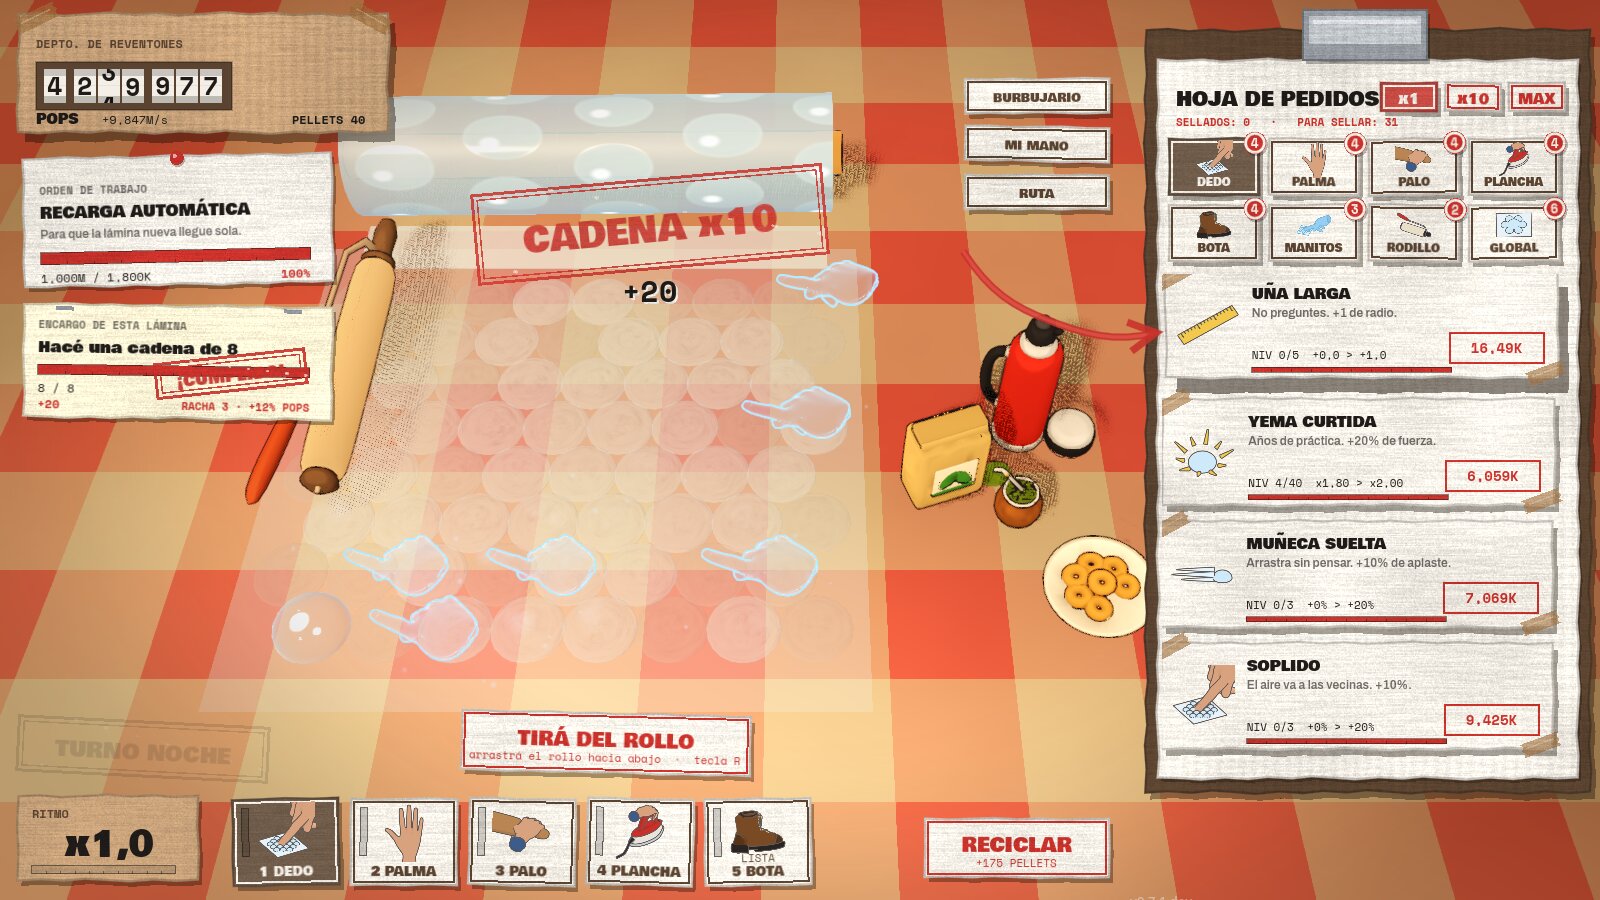 DEPTO. DE REVENTONES
POPS +9.847M/s PELLETS 40
ORDEN DE TRABAJO
RECARGA AUTOMÁTICA
Para que la lámina nueva llegue sola.
1.000M / 1.800K 100%
ENCARGO DE ESTA LÁMINA
Hacé una cadena de 8
8 / 8
+20 RACHA 3 · +12% POPS
CADENA x10
+20
BURBUJARIO
MI MANO
RUTA
HOJA DE PEDIDOS x1 x10 MAX
SELLADOS: 0 · PARA SELLAR: 31
4 4 4 4
DEDO PALMA PALO PLANCHA
4 3 2 6
BOTA MANITOS RODILLO GLOBAL
UÑA LARGA
No preguntes. +1 de radio.
NIV 0/5 +0,0 > +1,0
16.49K
YEMA CURTIDA
Años de práctica. +20% de fuerza.
NIV 4/40 x1,80 > x2,00
6.059K
MUÑECA SUELTA
Arrastra sin pensar. +10% de aplaste.
NIV 0/3 +0% > +20%
7.069K
SOPLIDO
El aire va a las vecinas. +10%.
NIV 0/3 +0% > +20%
9.425K
TURNO NOCHE
TIRÁ DEL ROLLO
arrastrá el rollo hacia abajo · tecla R
RITMO
x1,0
1 DEDO
2 PALMA
3 PALO
4 PLANCHA
LISTA
5 BOTA
RECICLAR
+175 PELLETS